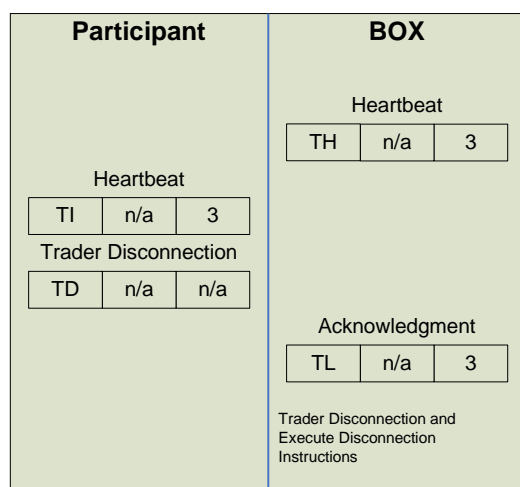 Participant
BOX
Heartbeat
TH n/a 3
Heartbeat
TI n/a 3
Trader Disconnection
TD n/a n/a
Acknowledgment
TL n/a 3
Trader Disconnection and
Execute Disconnection
Instructions